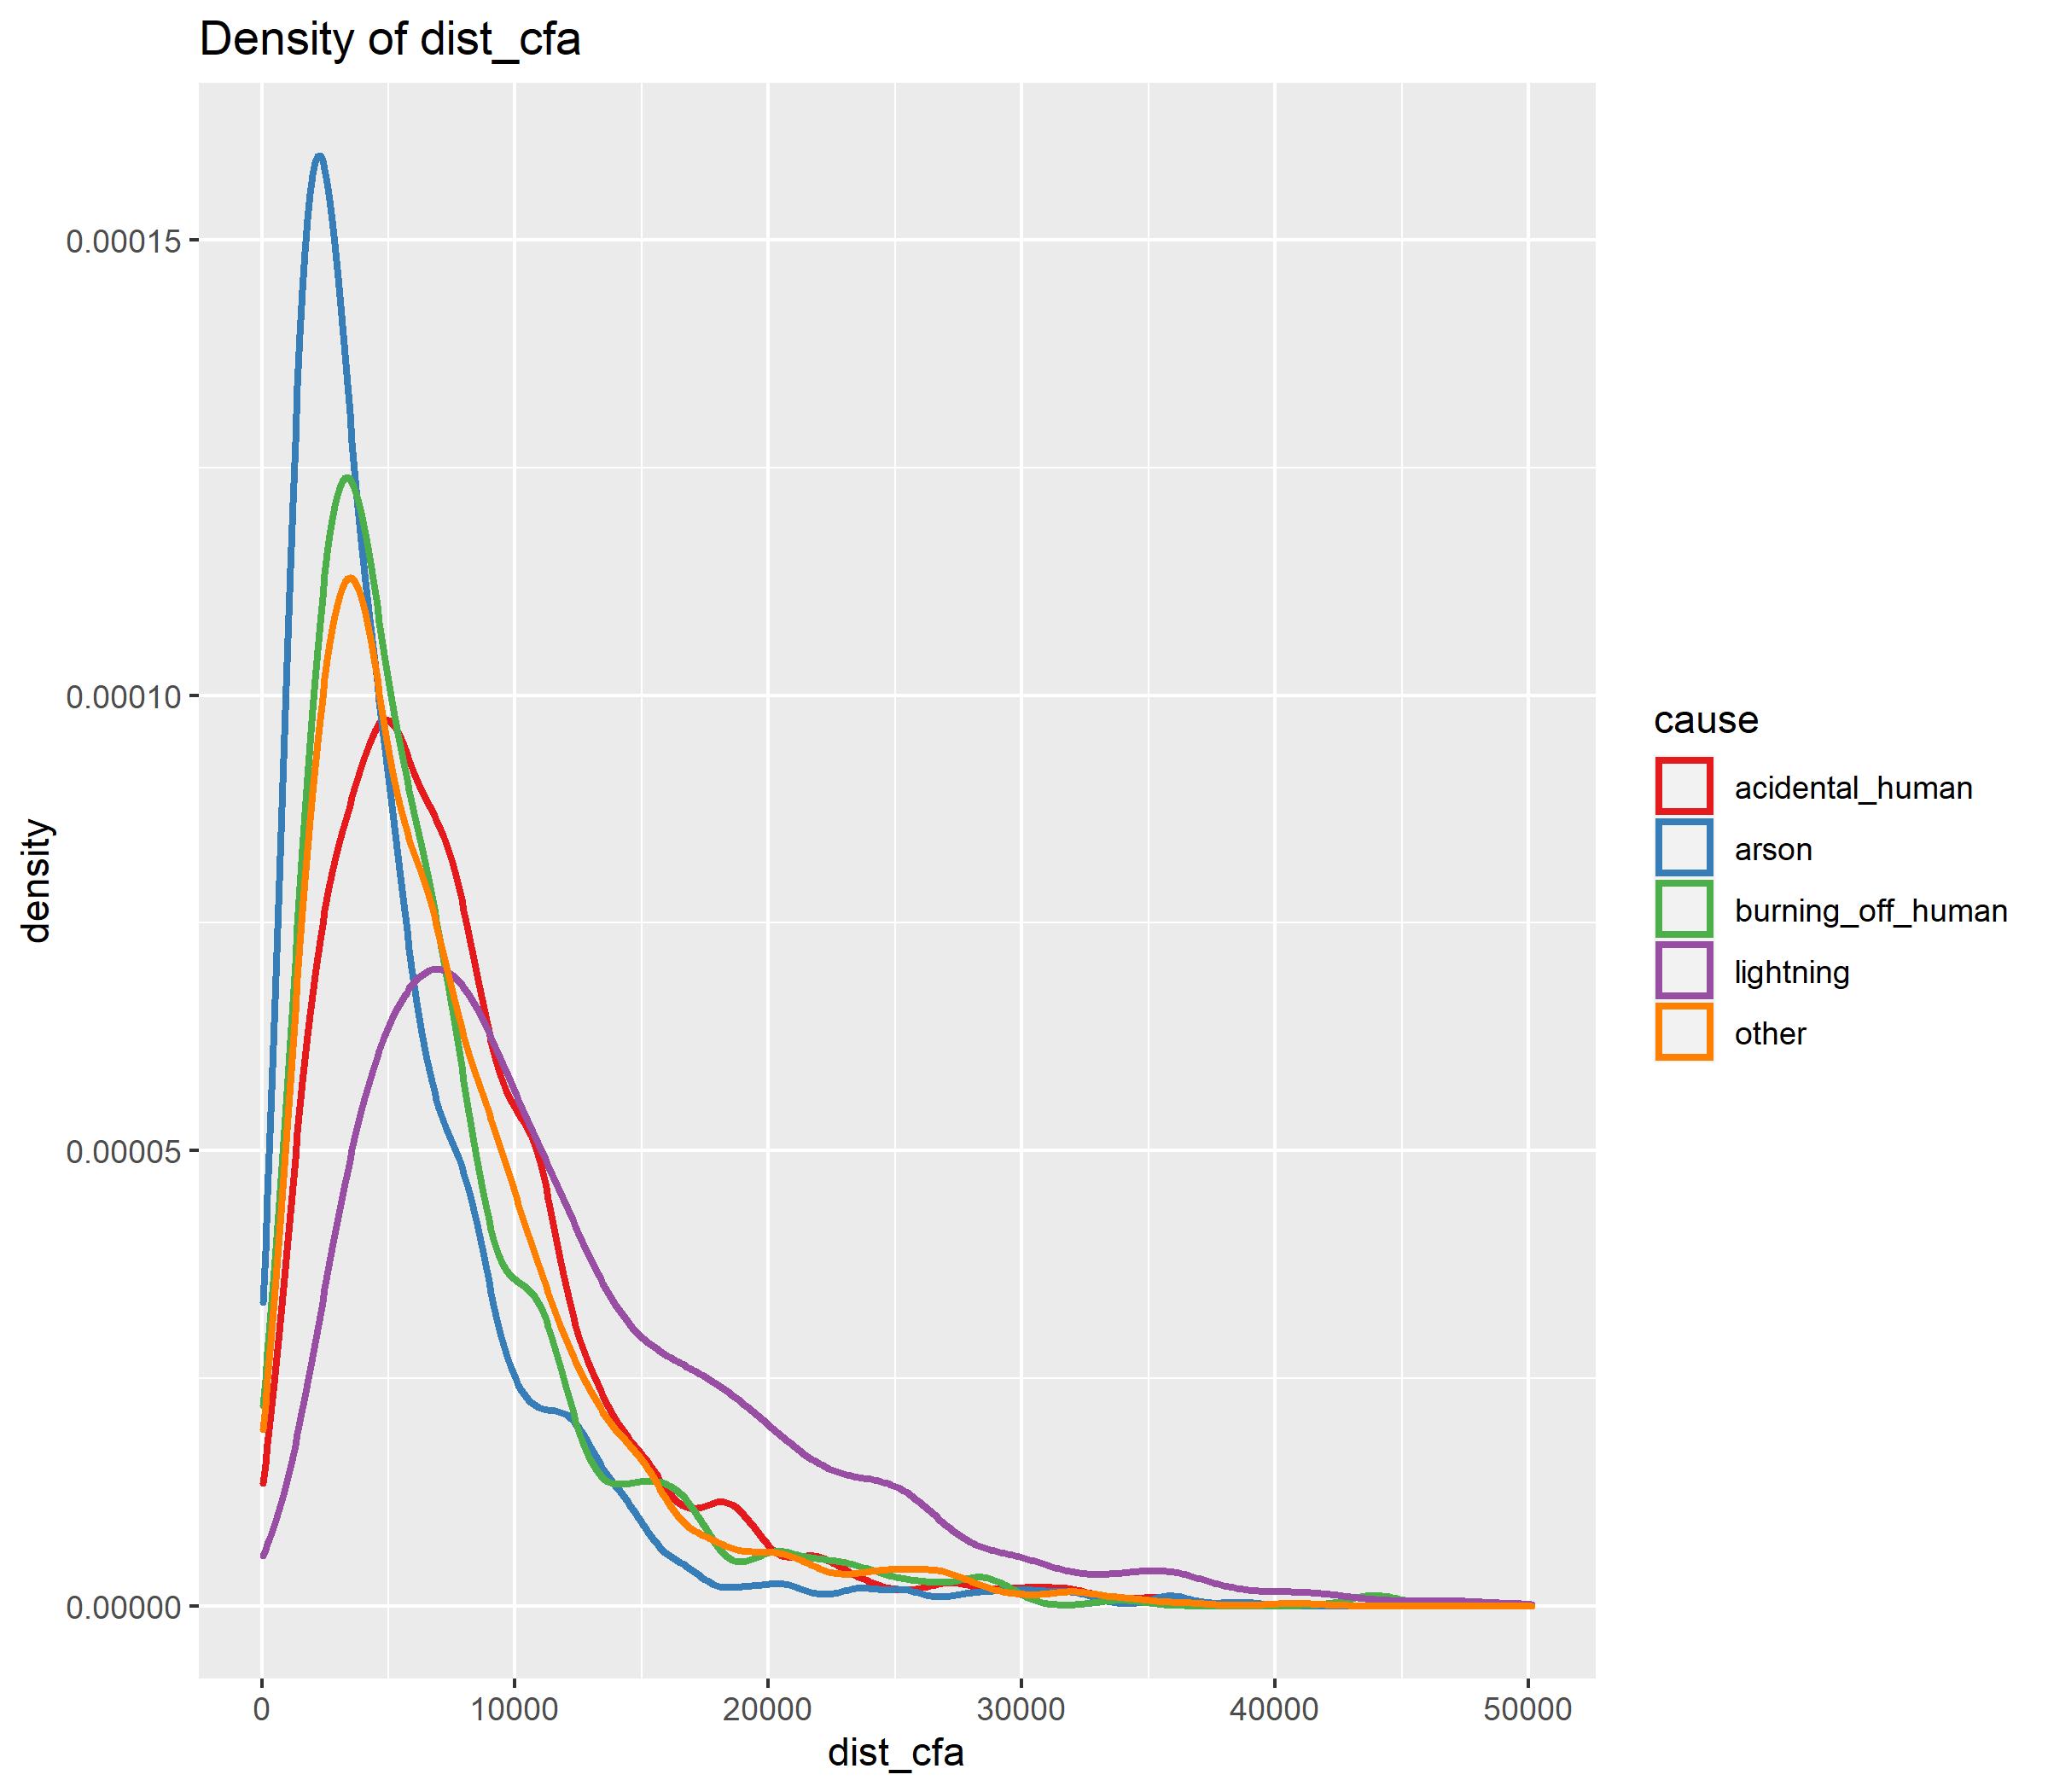 Density of dist_cfa
0.00015
0.00010
0.00005
0.00000
density
0 10000 20000 30000 40000 50000
dist_cfa
cause
acidental_human
arson
burning_off_human
lightning
other